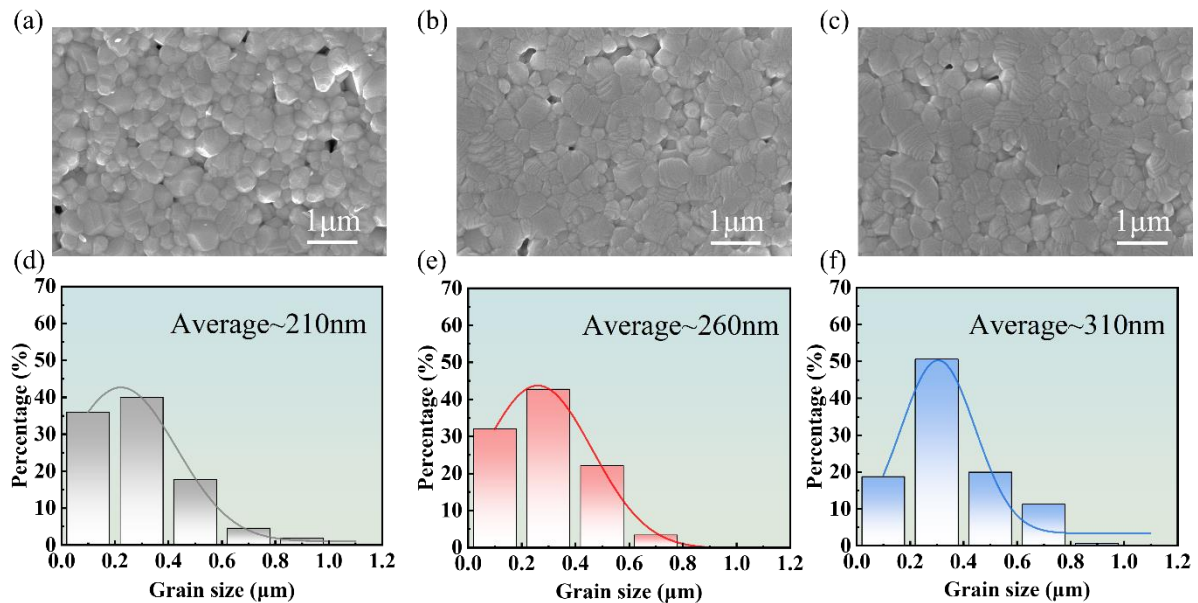 (a)
(b)
(c)
1μm
1μm
1μm
(d)
(e)
(f)
70
60
50
40
30
20
10
0
Percentage (%)
Average~210nm
0.0 0.2 0.4 0.6 0.8 1.0 1.2
Grain size (μm)
70
60
50
40
30
20
10
0
Percentage (%)
Average~260nm
0.0 0.2 0.4 0.6 0.8 1.0 1.2
Grain size (μm)
70
60
50
40
30
20
10
0
Percentage (%)
Average~310nm
0.0 0.2 0.4 0.6 0.8 1.0 1.2
Grain size (μm)